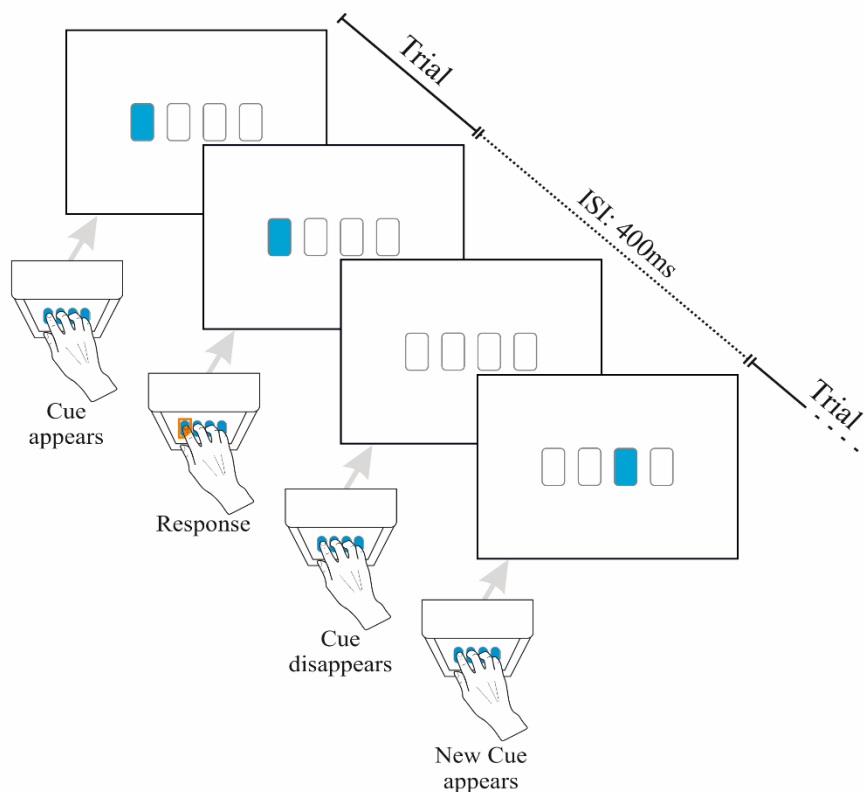 Trial
ISI: 400ms
Trial
Cue
appears
Response
Cue
disappears
New Cue
appears